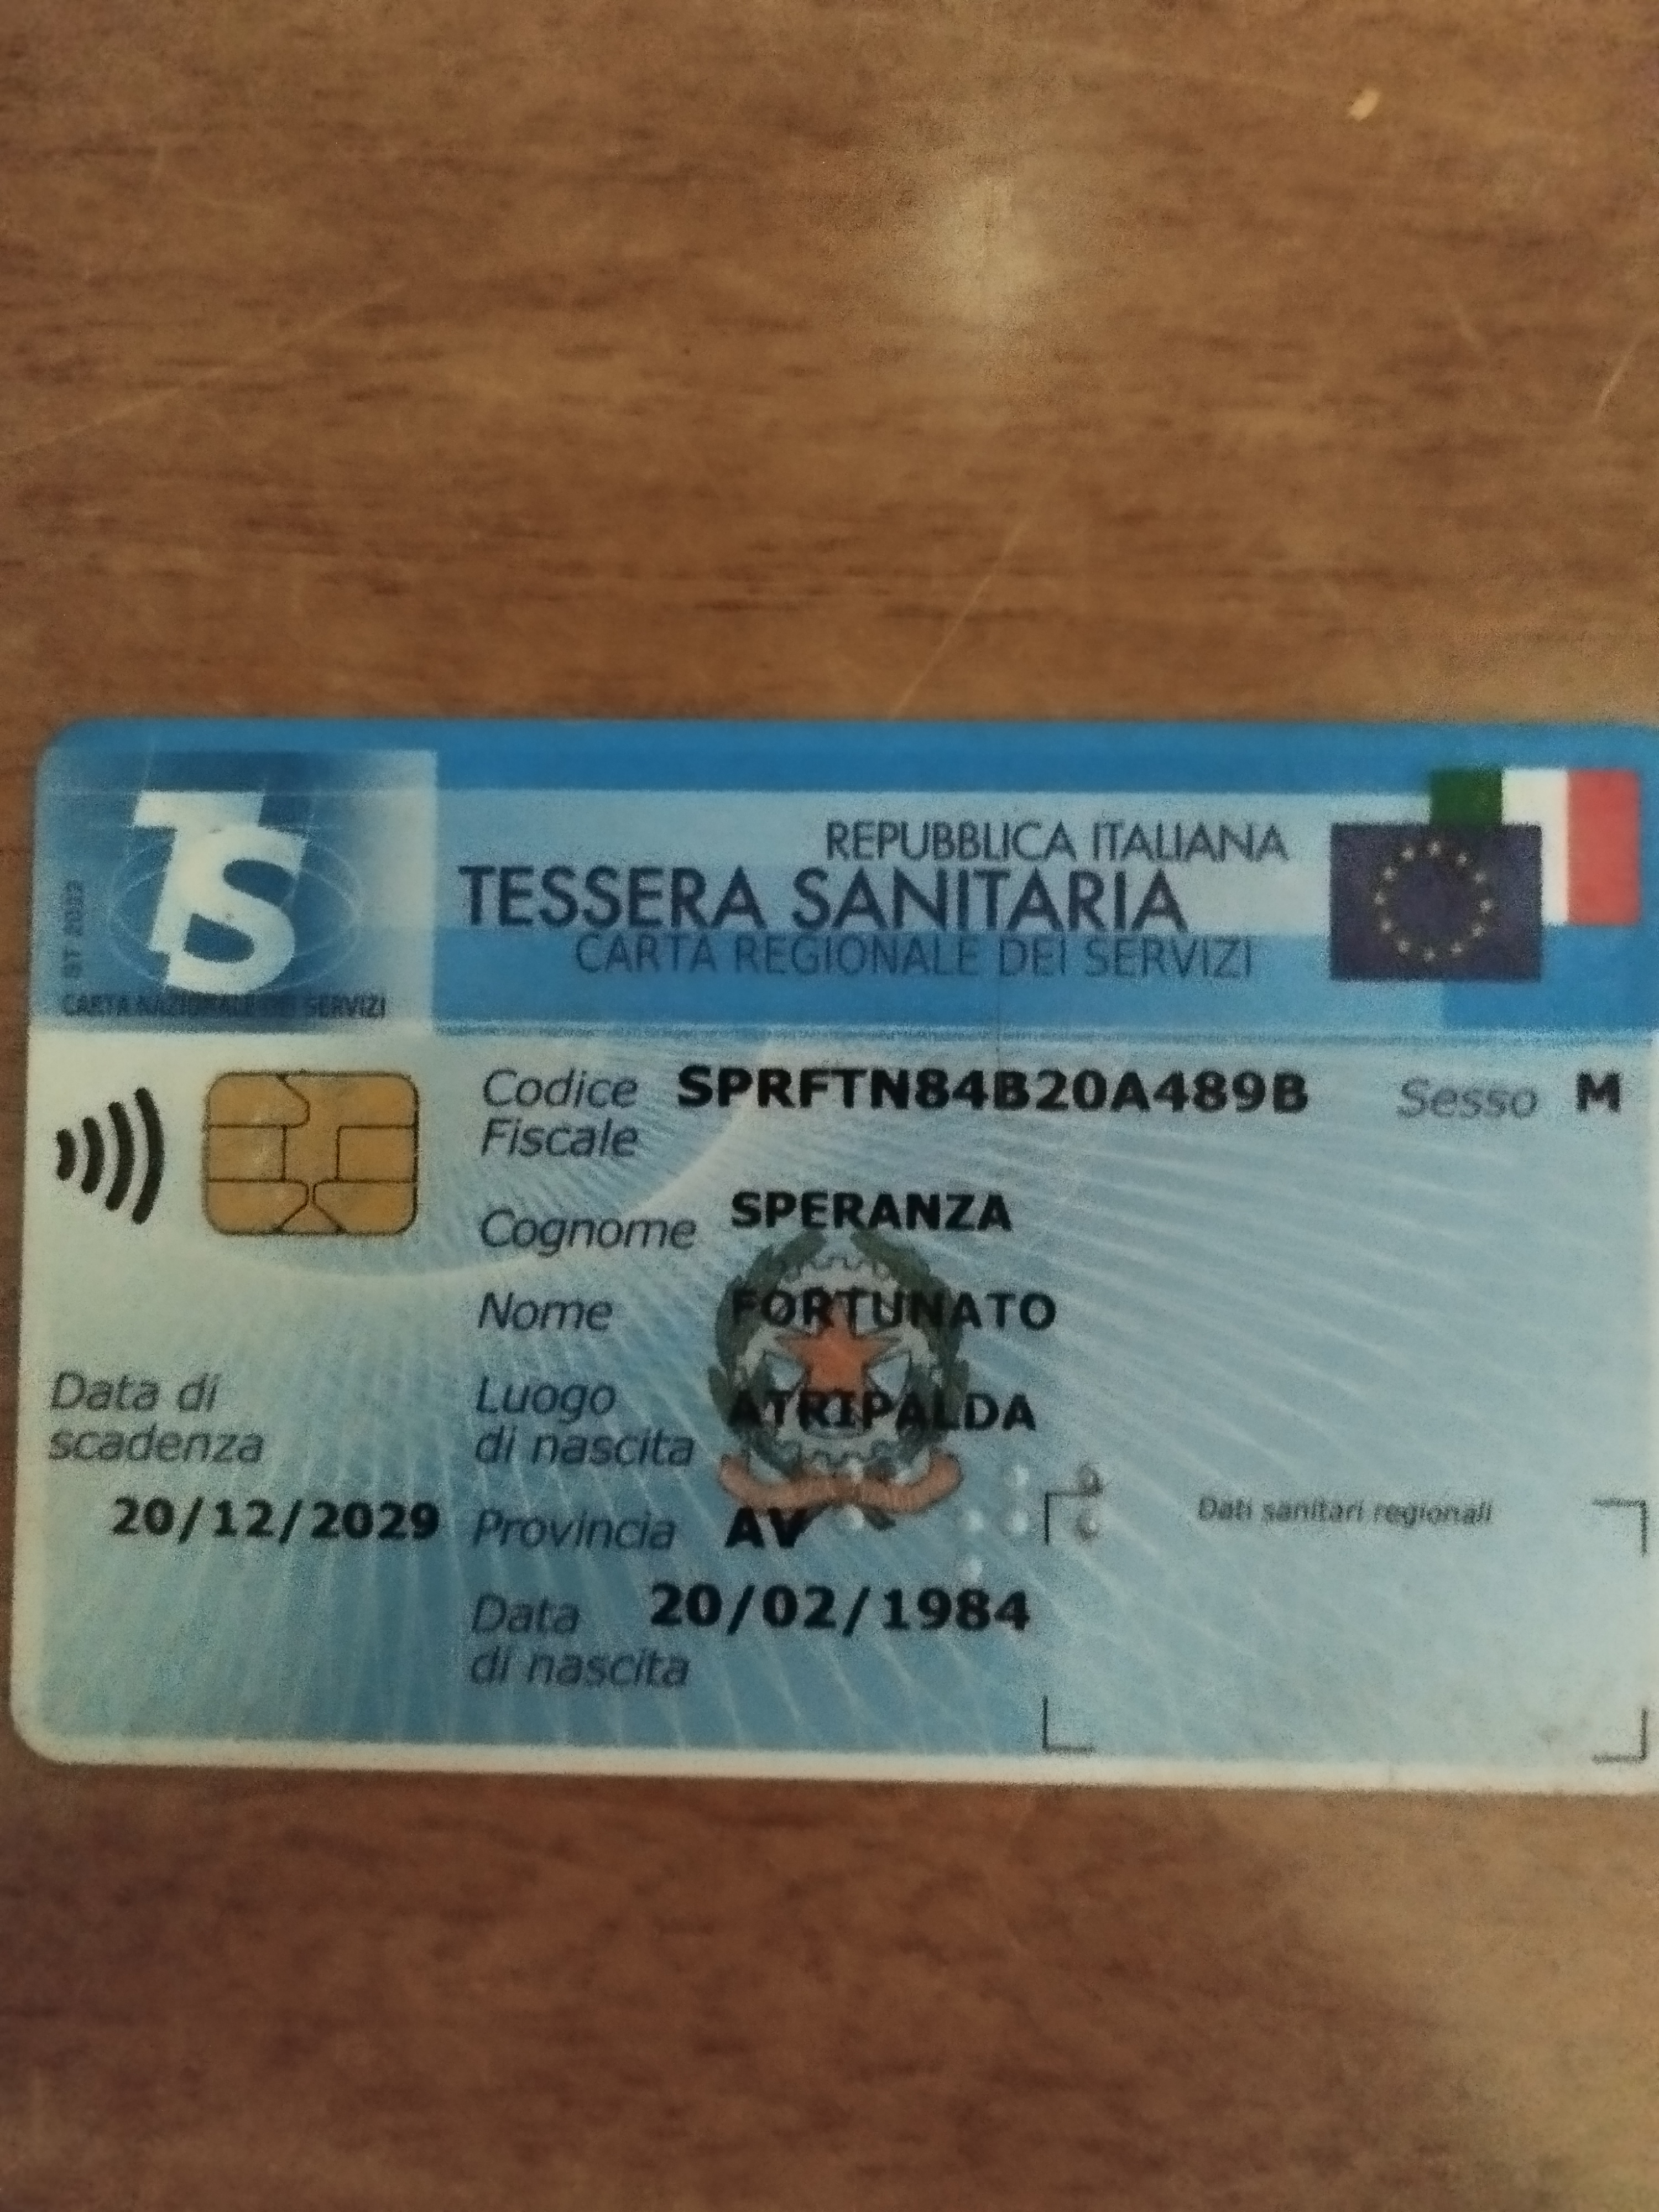 TS
ST 2022
CARTA NAZIONALE DEI SERVIZI
REPUBBLICA ITALIANA
TESSERA SANITARIA
CARTA REGIONALE DEI SERVIZI
Codice Fiscale SPRFTN84B20A489B Sesso M
Cognome SPERANZA
Nome FORTUNATO
Luogo di nascita ATRIPALDA
Data di scadenza
20/12/2029
Provincia AV
Dati sanitari regionali
Data di nascita 20/02/1984